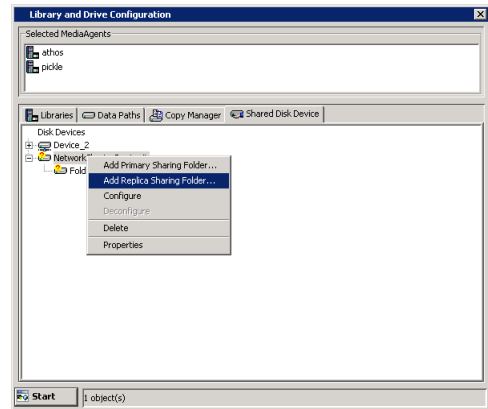 Library and Drive Configuration
Selected MediaAgents
athos
pickle
Libraries
Data Paths
Copy Manager
Shared Disk Device
Disk Devices
Device_2
Fold
Add Primary Sharing Folder...
Add Replica Sharing Folder...
Configure
Deconfigure
Delete
Properties
Start
1 object(s)